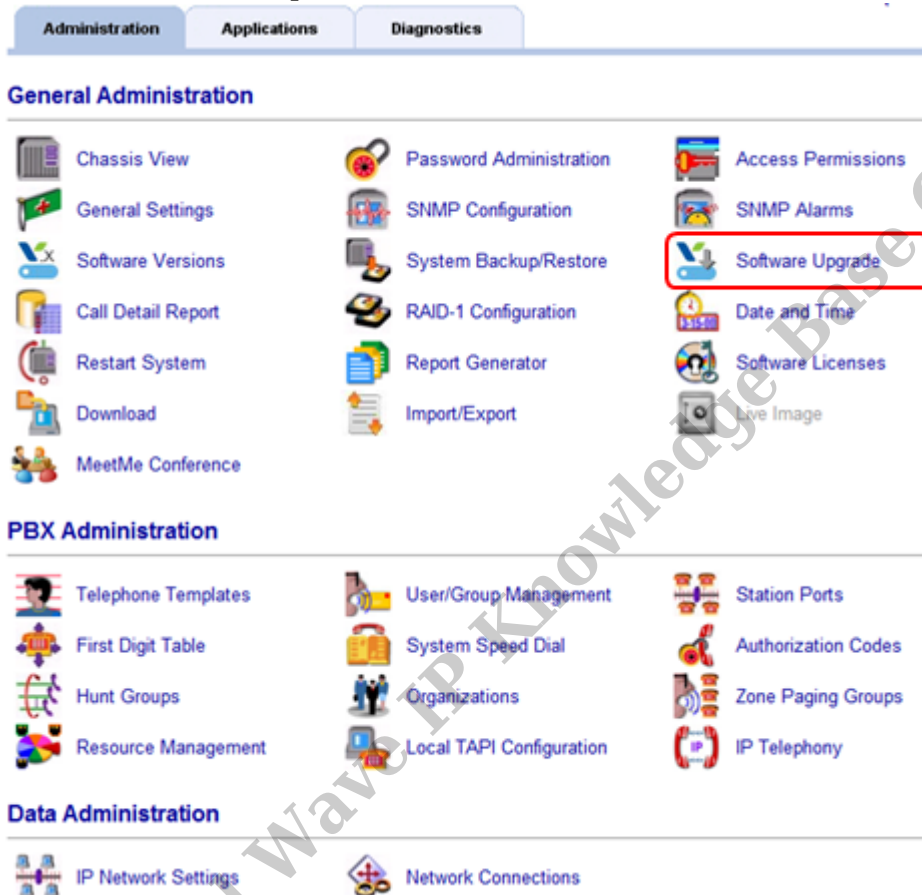 Administration Applications Diagnostics
General Administration
Chassis View Password Administration Access Permissions
General Settings SNMP Configuration SNMP Alarms
Software Versions System Backup/Restore Software Upgrade
Call Detail Report RAID-1 Configuration Date and Time
Restart System Report Generator Software Licenses
Download Import/Export Live Image
MeetMe Conference
PBX Administration
Telephone Templates User/Group Management Station Ports
First Digit Table System Speed Dial Authorization Codes
Hunt Groups Organizations Zone Paging Groups
Resource Management Local TAPI Configuration IP Telephony
Data Administration
IP Network Settings Network Connections
Wave IP Knowledge Base